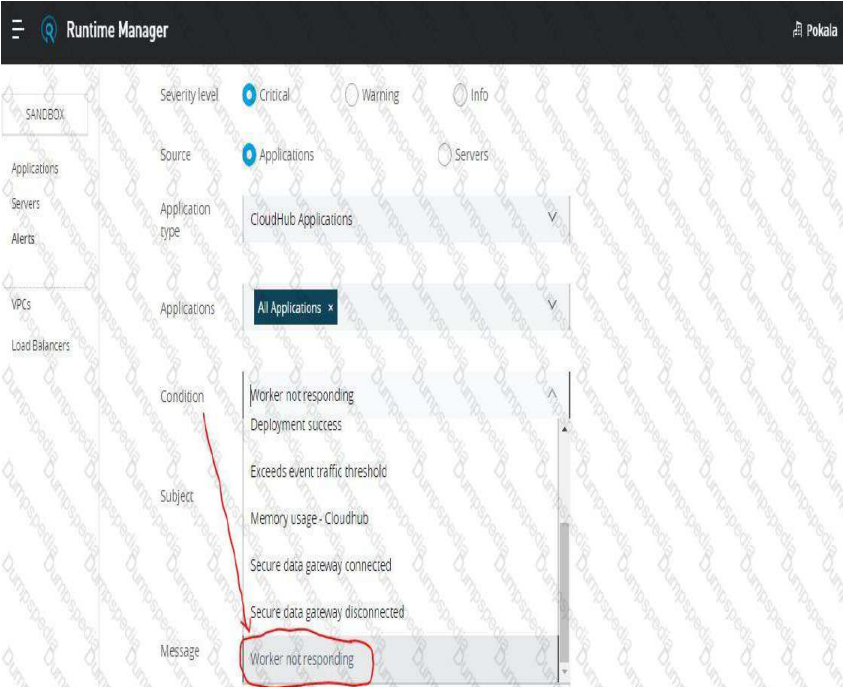 Runtime Manager
Pokala
SANDBOX
Applications
Servers
Alerts
VPCs
Load Balancers
Severity level Critical Warning Info
Source Applications Servers
Application
type
CloudHub Applications
Applications All Applications ×
Condition Worker not responding
Deployment success
Exceeds event traffic threshold
Subject
Memory usage - Cloudhub
Secure data gateway connected
Secure data gateway disconnected
Message Worker not responding
Dumpspedia